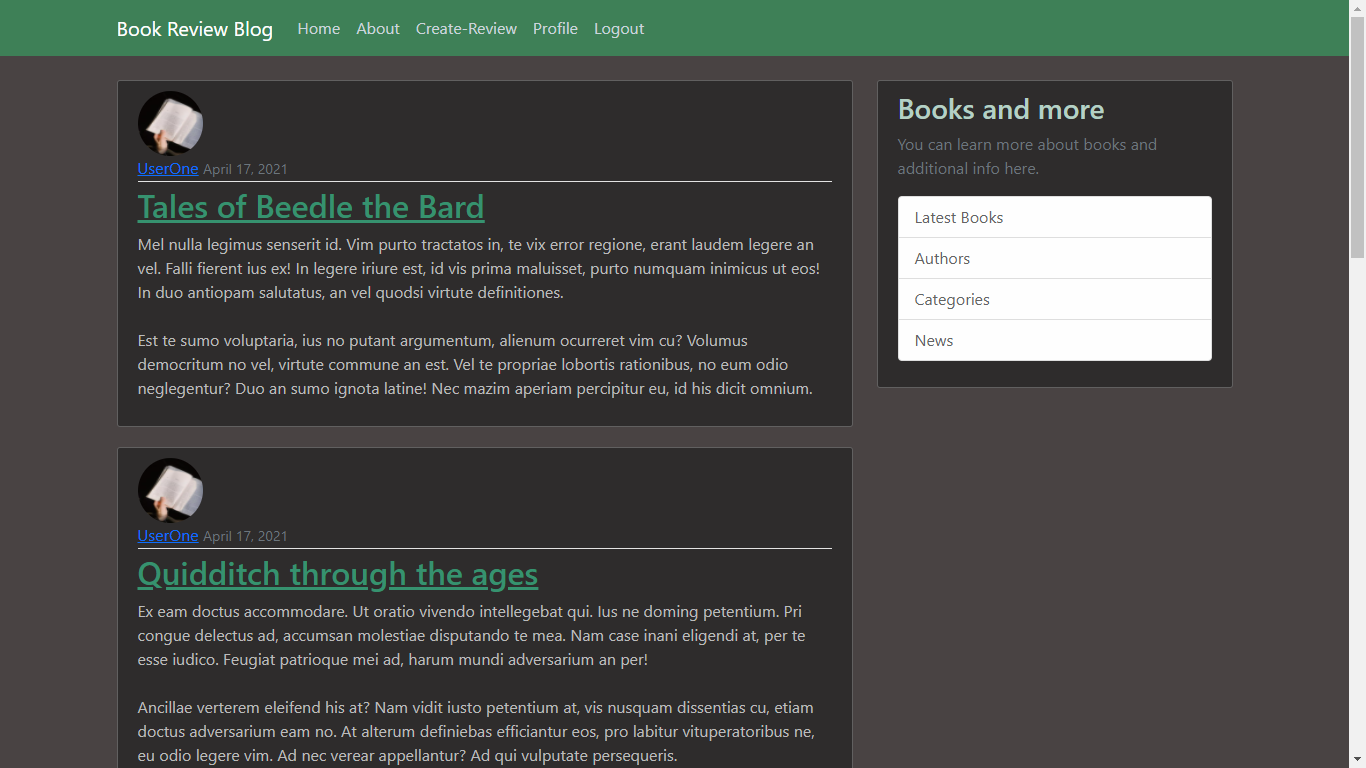 Book Review Blog Home About Create-Review Profile Logout
UserOne April 17, 2021
Tales of Beedle the Bard
Mel nulla legimus senserit id. Vim purto tractatos in, te vix error regione, erant laudem legere an
vel. Falli fierent ius ex! In legere iriure est, id vis prima maluisset, purto numquam inimicus ut eos!
In duo antiopam salutatus, an vel quodsi virtute definitiones.
Est te sumo voluptaria, ius no putant argumentum, alienum ocurreret vim cu? Volumus
democritum no vel, virtute commune an est. Vel te propriae lobortis rationibus, no eum odio
neglegentur? Duo an sumo ignota latine! Nec mazim aperiam percipitur eu, id his dicit omnium.
UserOne April 17, 2021
Quidditch through the ages
Ex eam doctus accommodare. Ut oratio vivendo intellegebat qui. Ius ne doming petentium. Pri
congue delectus ad, accumsan molestiae disputando te mea. Nam case inani eligendi at, per te
esse iudico. Feugiat patrioque mei ad, harum mundi adversarium an per!
Ancillae verterem eleifend his at? Nam vidit iusto petentium at, vis nusquam dissentias cu, etiam
doctus adversarium eam no. At alterum definiebas efficiantur eos, pro labitur vituperatoribus ne,
eu odio legere vim. Ad nec verear appellantur? Ad qui vulputate persequeris.
Books and more
You can learn more about books and
additional info here.
Latest Books
Authors
Categories
News